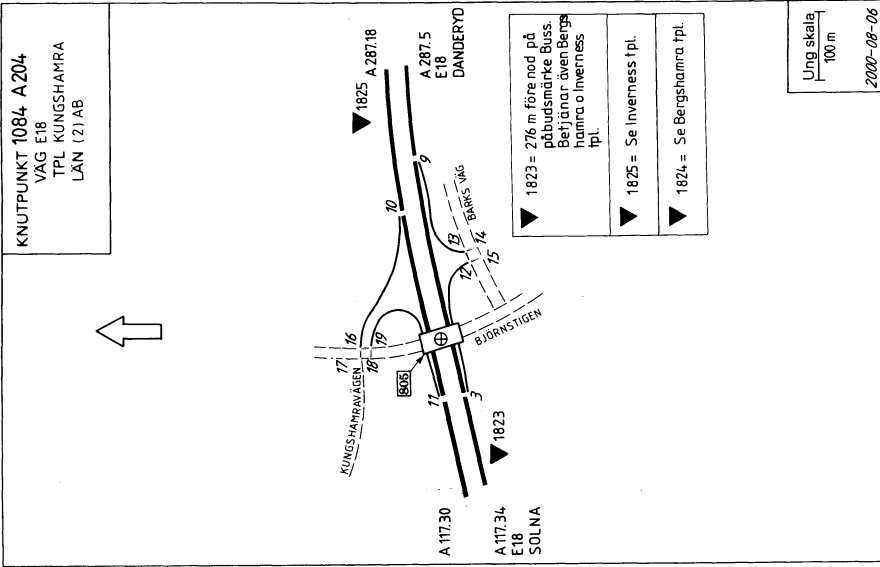 KNUTPUNKT 1084 A204
VÄG E18
TPL KUNGSHAMRA
LÄN (2) AB
A 287.18
1825
A 287.5
E18
DANDERYD
10
9
BARKS VÄG
13
14
12
15
17
16
18
19
KUNGSHAMRAVÄGEN
805
BJÖRNSTIGEN
11
3
1823
A 117.30
A 117.34
E18
SOLNA
1823 = 276 m före nod på
påbudsmärke Buss.
Betjänar även Bergs
hamra o Inverness
tpl.
1825 = Se Inverness tpl.
1824 = Se Bergshamra tpl.
Ung skala
100 m
2000-08-06